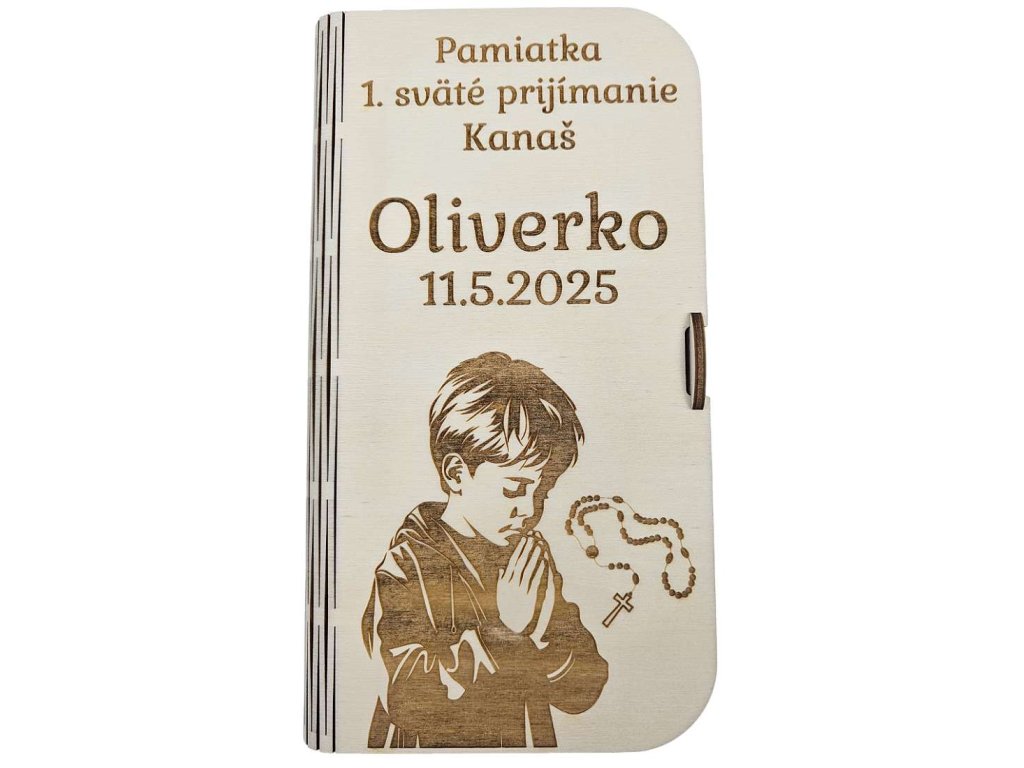 Pamiatka
1. sväté prijímanie
Kanaš
Oliverko
11.5.2025